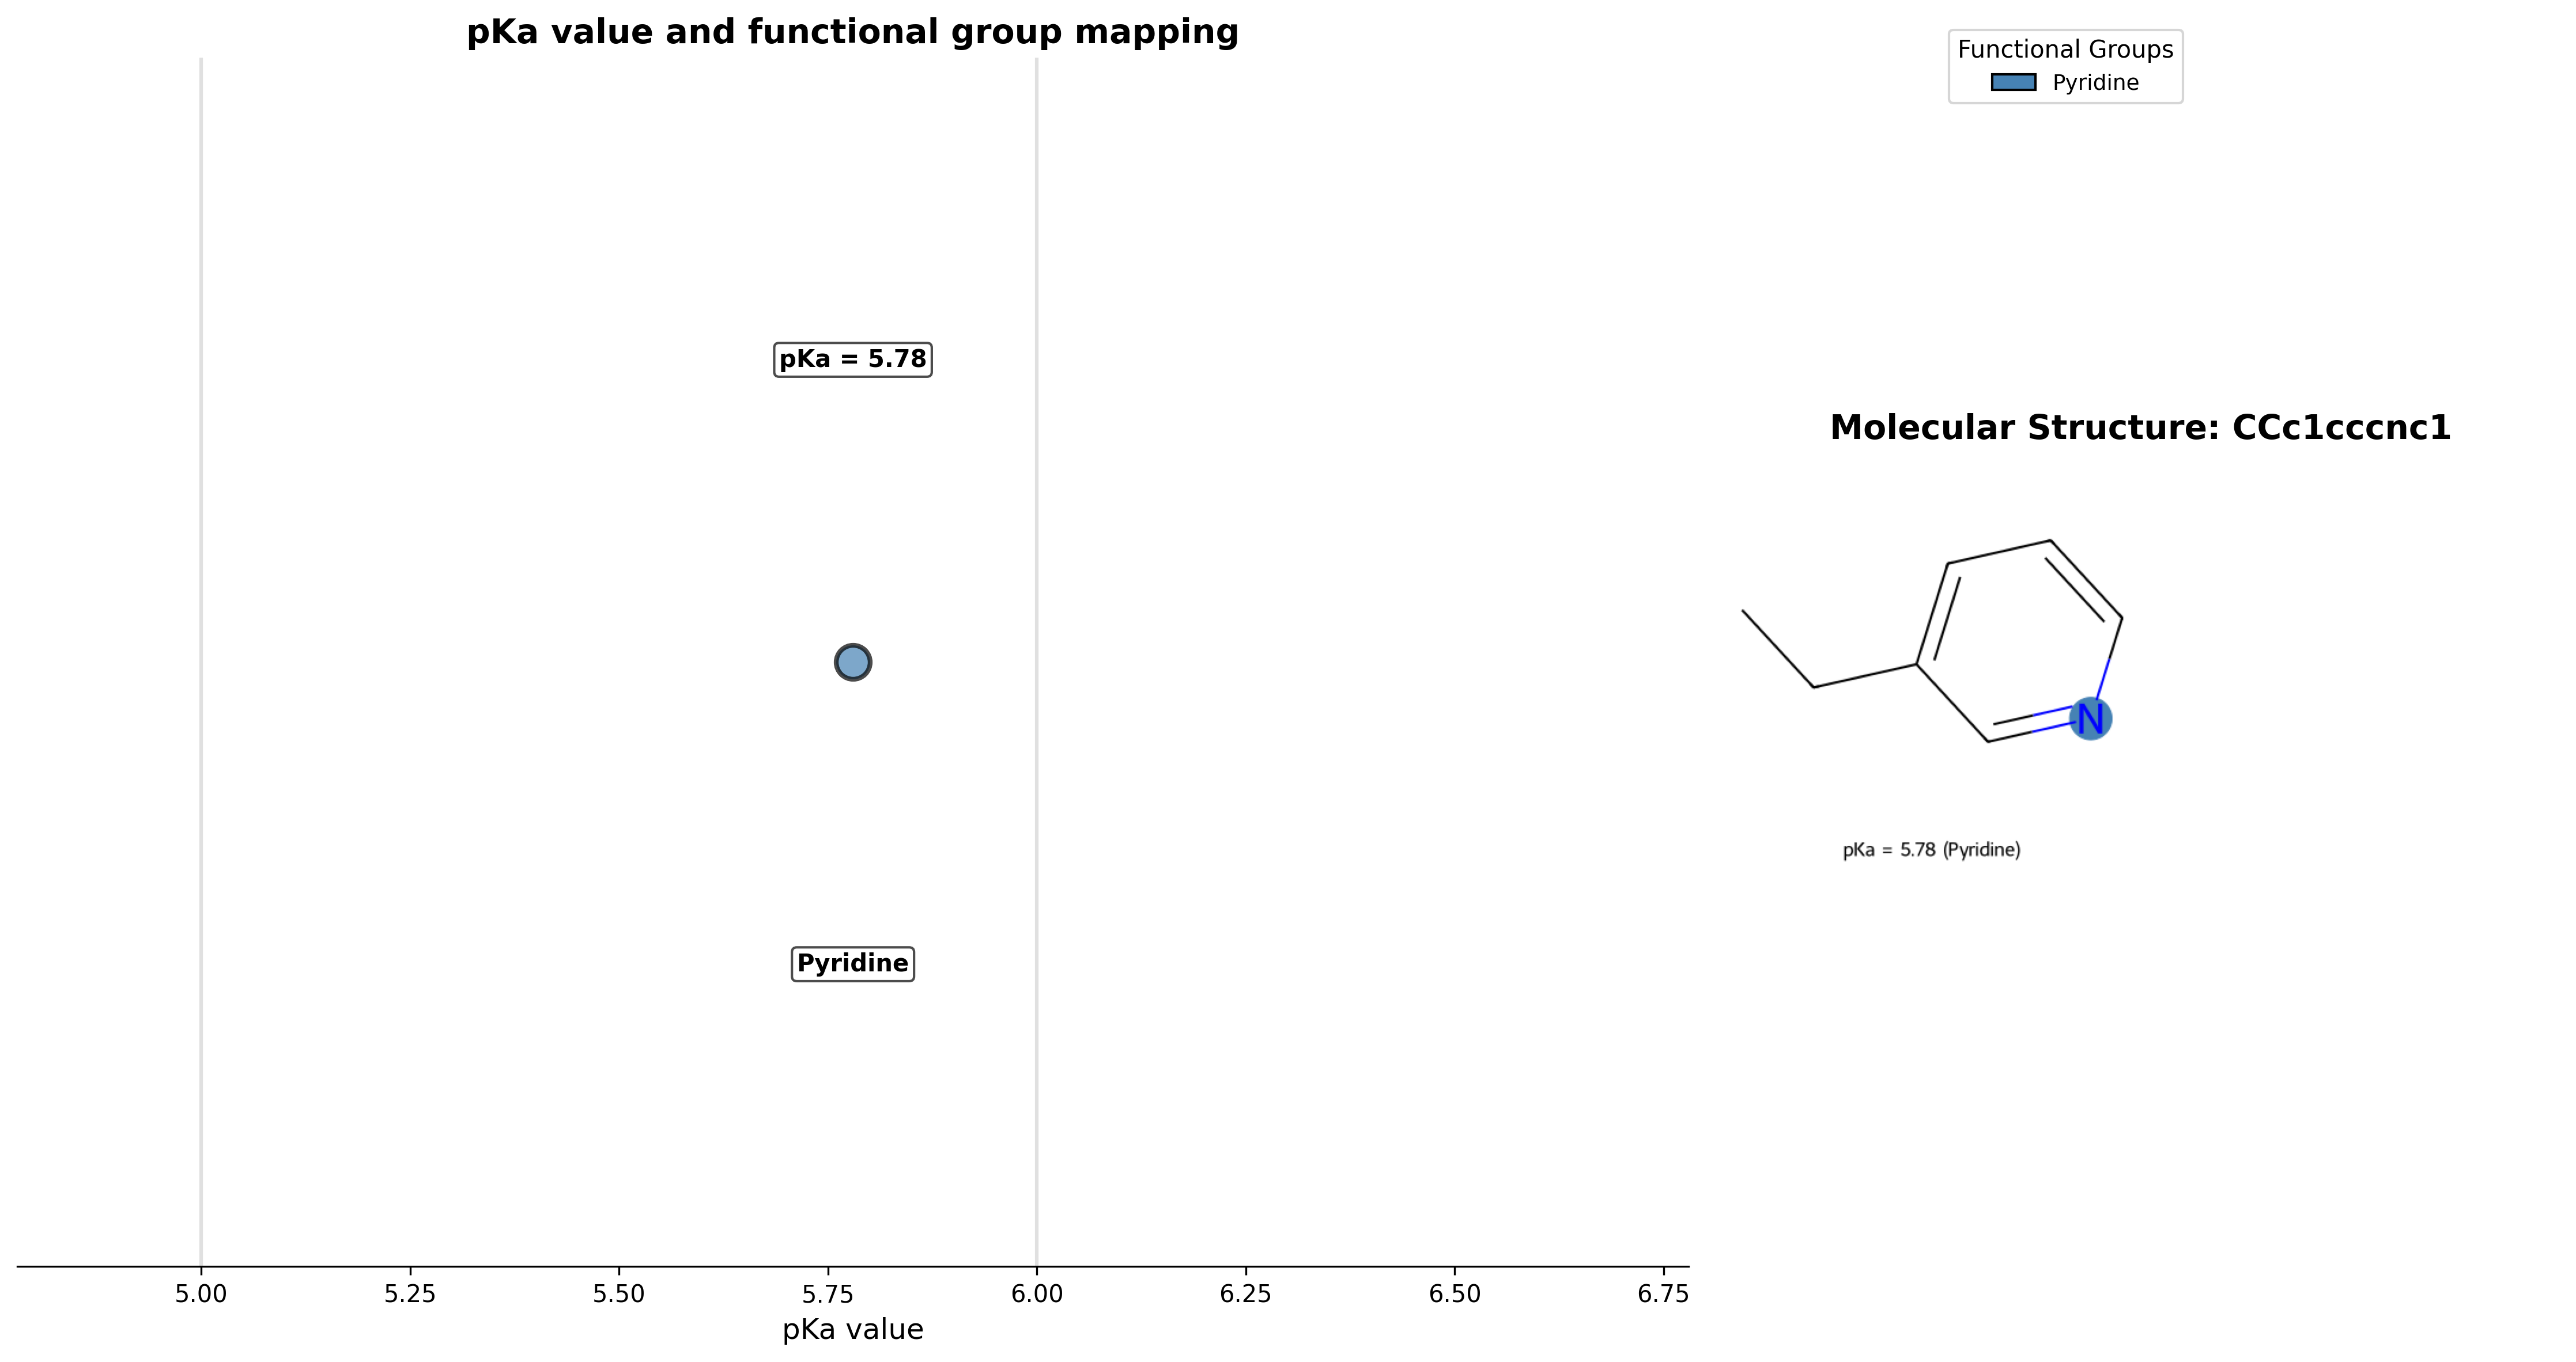 pKa value and functional group mapping
Functional Groups
Pyridine
pKa = 5.78
Molecular Structure: CCc1cccnc1
N
pKa = 5.78 (Pyridine)
Pyridine
5.00 5.25 5.50 5.75 6.00 6.25 6.50 6.75
pKa value